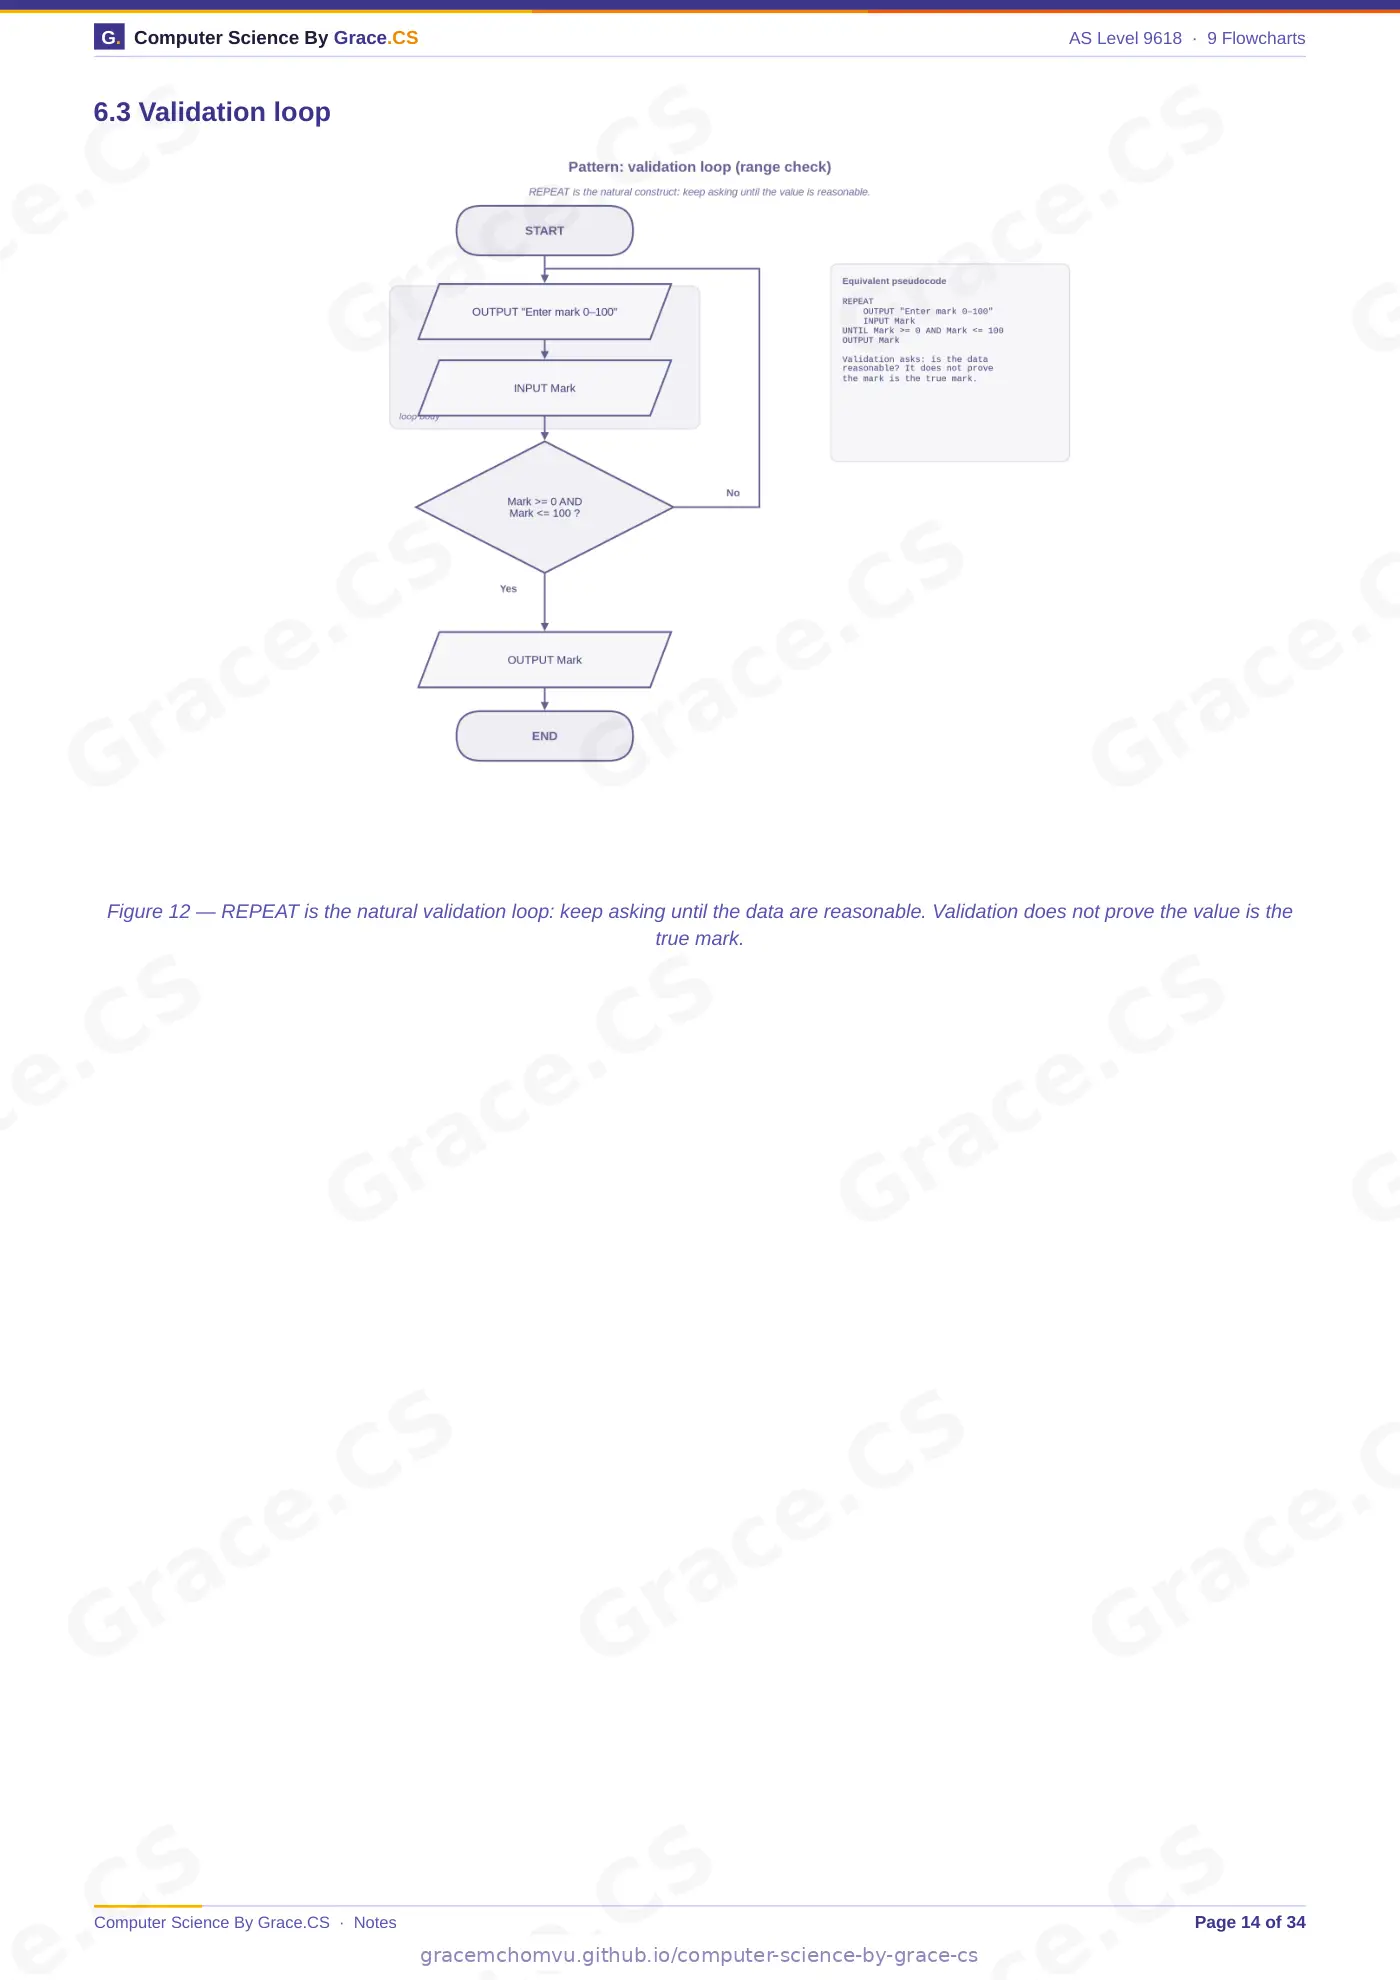 G. Computer Science By Grace.CS
AS Level 9618 · 9 Flowcharts
6.3 Validation loop
Pattern: validation loop (range check)
REPEAT is the natural construct: keep asking until the value is reasonable.
START
OUTPUT "Enter mark 0–100"
INPUT Mark
loop body
Mark >= 0 AND
Mark <= 100 ?
No
Yes
OUTPUT Mark
END
Equivalent pseudocode
REPEAT
OUTPUT "Enter mark 0–100"
INPUT Mark
UNTIL Mark >= 0 AND Mark <= 100
OUTPUT Mark
Validation asks: is the data
reasonable? It does not prove
the mark is the true mark.
Figure 12 — REPEAT is the natural validation loop: keep asking until the data are reasonable. Validation does not prove the value is the
true mark.
Computer Science By Grace.CS · Notes
Page 14 of 34
gracemchomvu.github.io/computer-science-by-grace-cs